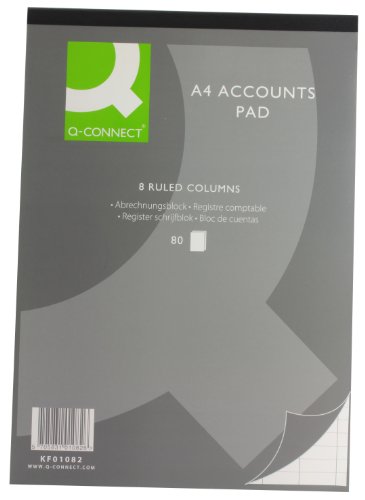 Q-CONNECT®
A4 ACCOUNTS
PAD
8 RULED COLUMNS
• Abrechnungsblock • Registre comptable
• Register schrijfblok • Bloc de cuentas
80
KF01082
WWW.Q-CONNECT.COM